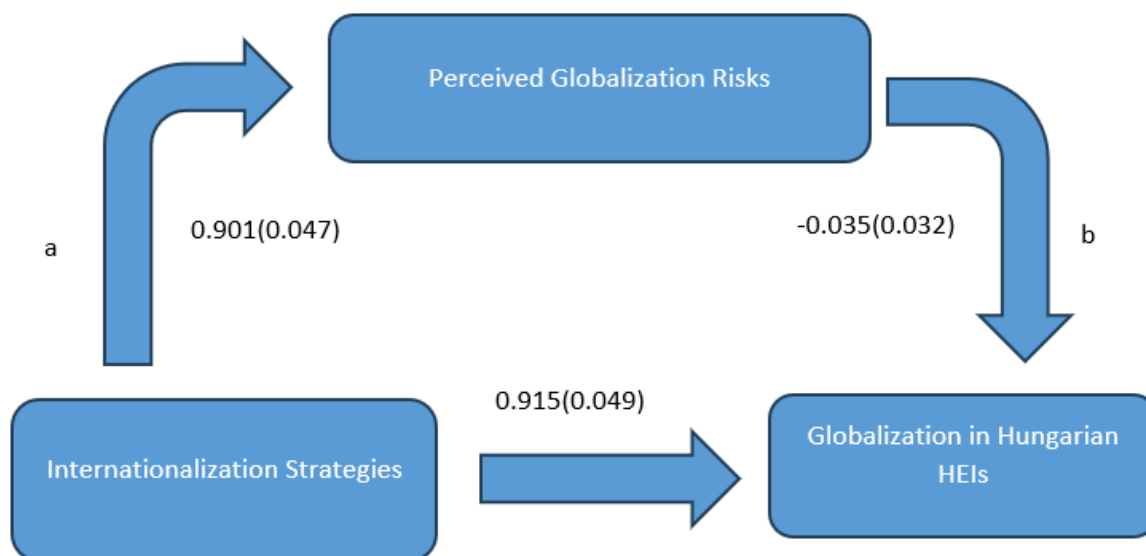 Perceived Globalization Risks
a
0.901(0.047)
-0.035(0.032)
b
0.915(0.049)
Internationalization Strategies
Globalization in Hungarian
HEIs